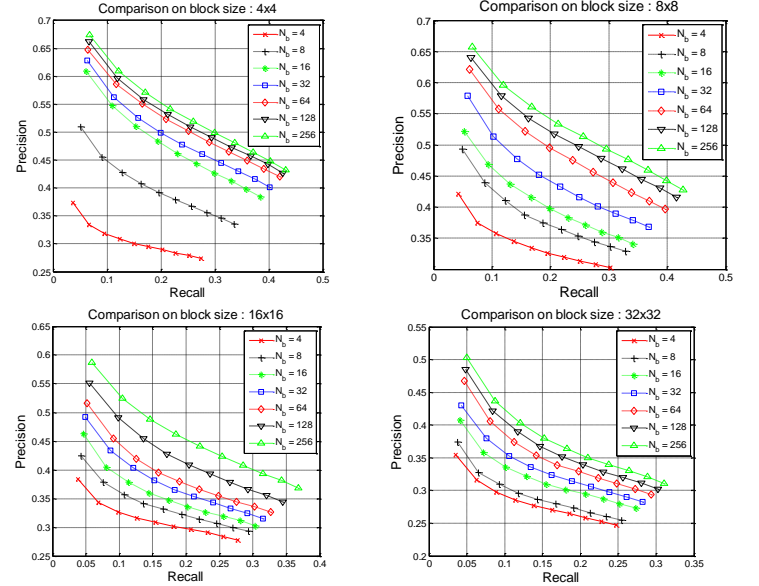 Comparison on block size : 4x4
0.7
0.65
0.6
0.55
0.5
0.45
0.4
0.35
0.3
0.25
0
0.1
0.2
0.3
0.4
0.5
Precision
Recall
N_b = 4
N_b = 8
N_b = 16
N_b = 32
N_b = 64
N_b = 128
N_b = 256
Comparison on block size : 8x8
0.7
0.65
0.6
0.55
0.5
0.45
0.4
0.35
0
0.1
0.2
0.3
0.4
0.5
Precision
Recall
N_b = 4
N_b = 8
N_b = 16
N_b = 32
N_b = 64
N_b = 128
N_b = 256
Comparison on block size : 16x16
0.65
0.6
0.55
0.5
0.45
0.4
0.35
0.3
0.25
0
0.05
0.1
0.15
0.2
0.25
0.3
0.35
0.4
Precision
Recall
N_b = 4
N_b = 8
N_b = 16
N_b = 32
N_b = 64
N_b = 128
N_b = 256
Comparison on block size : 32x32
0.55
0.5
0.45
0.4
0.35
0.3
0.25
0.2
0
0.05
0.1
0.15
0.2
0.25
0.3
0.35
Precision
Recall
N_b = 4
N_b = 8
N_b = 16
N_b = 32
N_b = 64
N_b = 128
N_b = 256